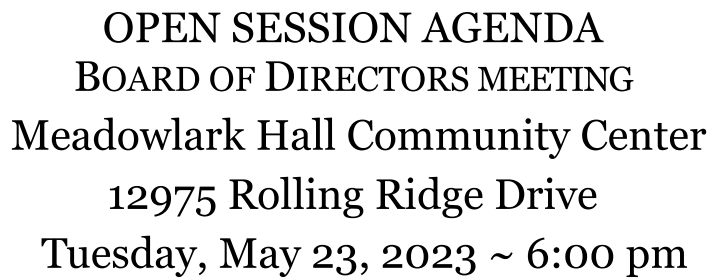 OPEN SESSION AGENDA
BOARD OF DIRECTORS MEETING
Meadowlark Hall Community Center
12975 Rolling Ridge Drive
Tuesday, May 23, 2023 ~ 6:00 pm